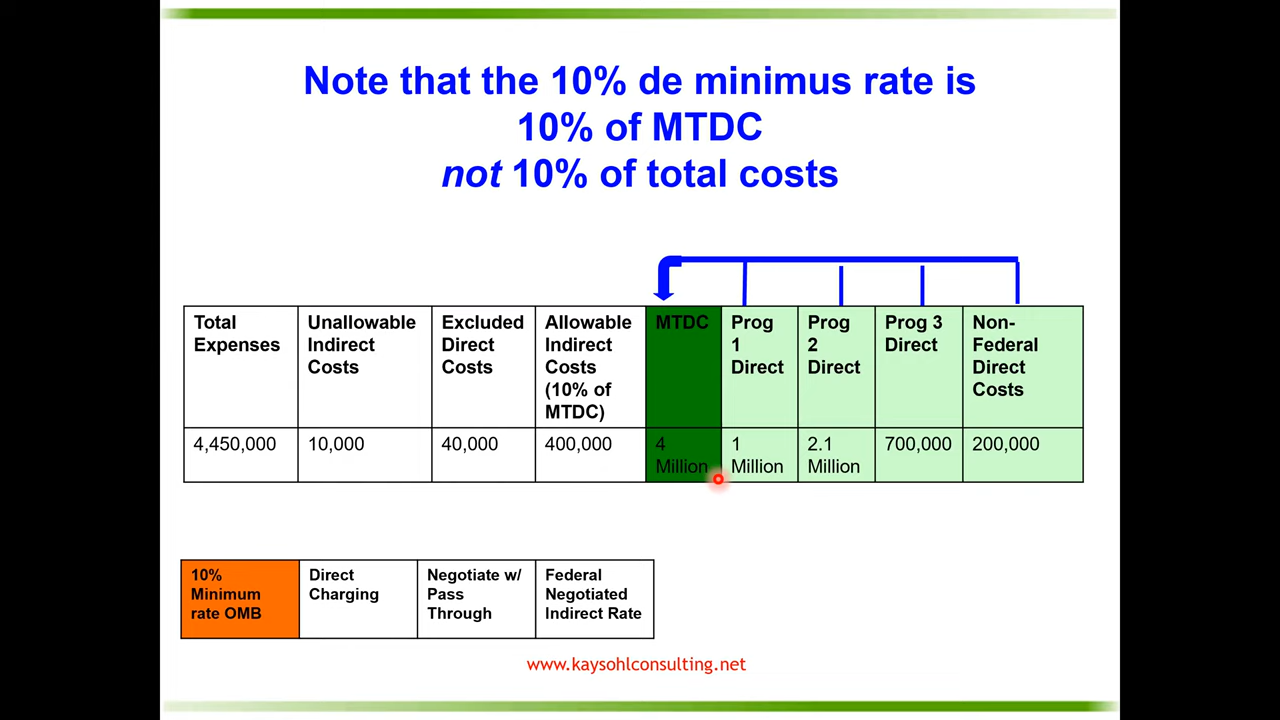 Note that the 10% de minimus rate is
10% of MTDC
not 10% of total costs
Total
Expenses
Unallowable
Indirect
Costs
Excluded
Direct
Costs
Allowable
Indirect
Costs
(10% of
MTDC)
MTDC
Prog
1
Direct
Prog
2
Direct
Prog 3
Direct
Non-
Federal
Direct
Costs
4,450,000
10,000
40,000
400,000
4
Million
1
Million
2.1
Million
700,000
200,000
10%
Minimum
rate OMB
Direct
Charging
Negotiate w/
Pass
Through
Federal
Negotiated
Indirect Rate
www.kaysohlconsulting.net